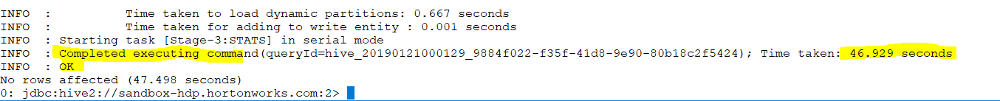 INFO  :           Time taken to load dynamic partitions: 0.667 seconds
INFO  :           Time taken for adding to write entity : 0.001 seconds
INFO  : Starting task [Stage-3:STATS] in serial mode
INFO  : Completed executing command(queryId=hive_20190121000129_9884f022-f35f-41d8-9e90-80b18c2f5424); Time taken: 46.929 seconds
INFO  : OK
No rows affected (47.498 seconds)
0: jdbc:hive2://sandbox-hdp.hortonworks.com:2>